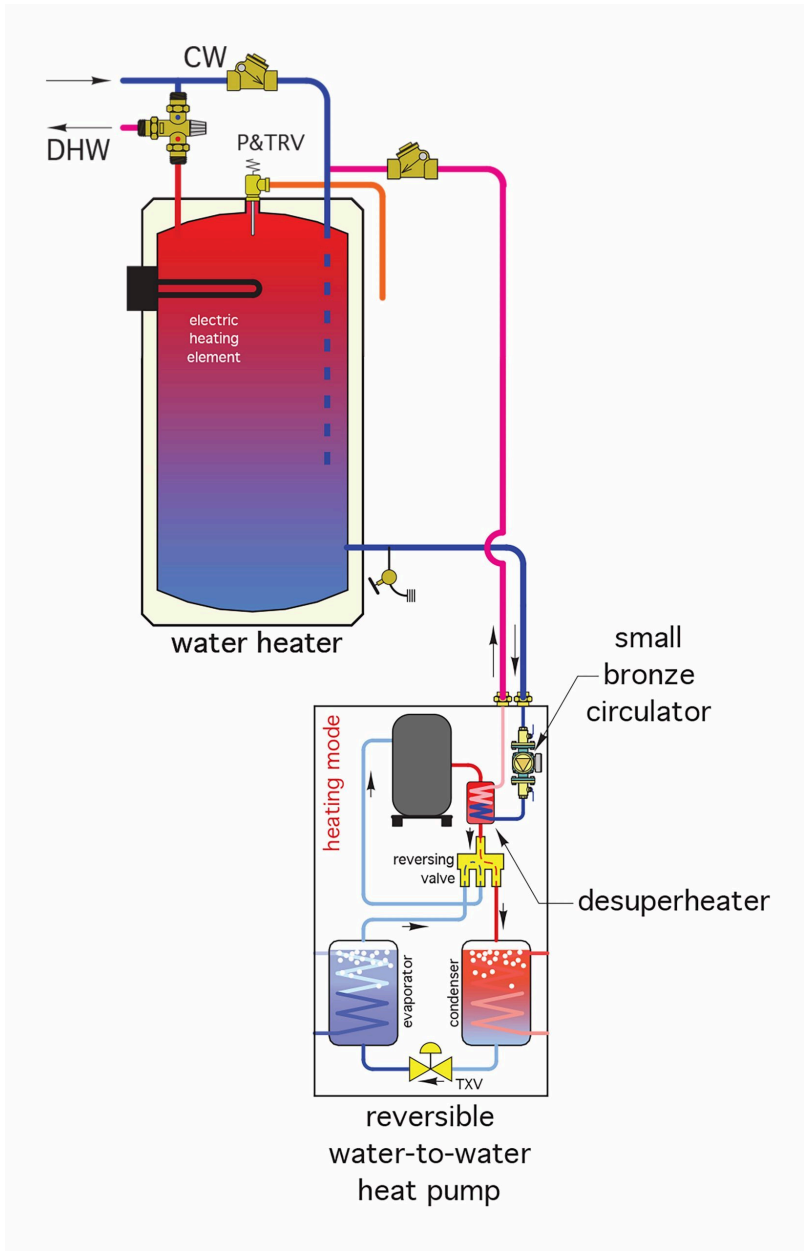 CW
DHW
P&TRV
electric
heating
element
water heater
small
bronze
circulator
heating mode
reversing
valve
desuperheater
evaporator
condenser
TXV
reversible
water-to-water
heat pump